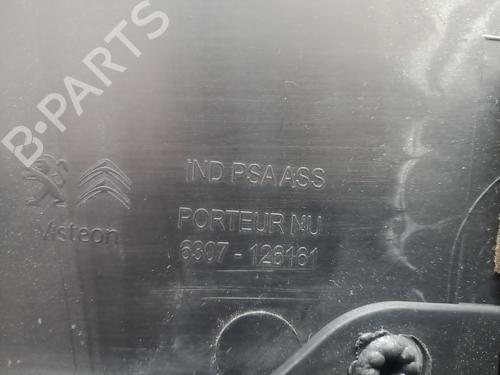 B-PARTS
IND PSA ASS
Visteon
PORTEUR NU
6307-126161